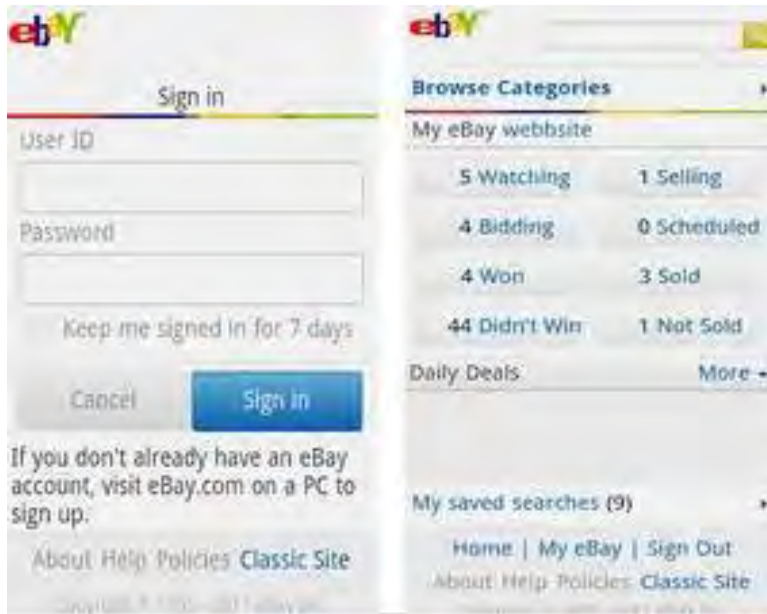 ebY
Sign in
User ID
Password
Keep me signed in for 7 days
Cancel
Sign in
If you don't already have an eBay
account, visit eBay.com on a PC to
sign up.
About Help Policies Classic Site
ebY
Browse Categories
My eBay webbsite
5 Watching
1 Selling
4 Bidding
0 Scheduled
4 Won
3 Sold
44 Didn't Win
1 Not Sold
Daily Deals
More
My saved searches (9)
Home | My eBay | Sign Out
About Help Policies Classic Site